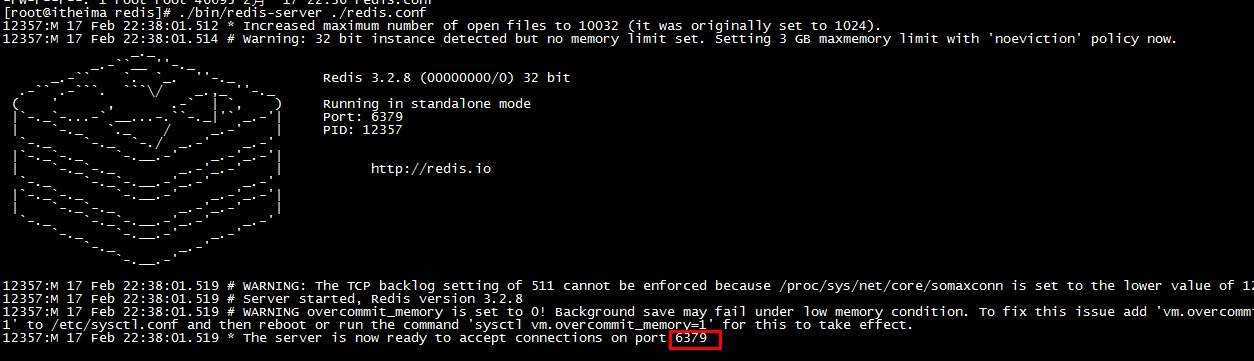 [root@itheima redis]# ./bin/redis-server ./redis.conf
12357:M 17 Feb 22:38:01.512 * Increased maximum number of open files to 10032 (it was originally set to 1024).
12357:M 17 Feb 22:38:01.514 # Warning: 32 bit instance detected but no memory limit set. Setting 3 GB maxmemory limit with 'noeviction' policy now.
Redis 3.2.8 (00000000/0) 32 bit
Running in standalone mode
Port: 6379
PID: 12357
http://redis.io
12357:M 17 Feb 22:38:01.519 # WARNING: The TCP backlog setting of 511 cannot be enforced because /proc/sys/net/core/somaxconn is set to the lower value of 12
12357:M 17 Feb 22:38:01.519 # Server started, Redis version 3.2.8
12357:M 17 Feb 22:38:01.519 # WARNING overcommit_memory is set to 0! Background save may fail under low memory condition. To fix this issue add 'vm.overcommit
1' to /etc/sysctl.conf and then reboot or run the command 'sysctl vm.overcommit_memory=1' for this to take effect.
12357:M 17 Feb 22:38:01.519 * The server is now ready to accept connections on port 6379